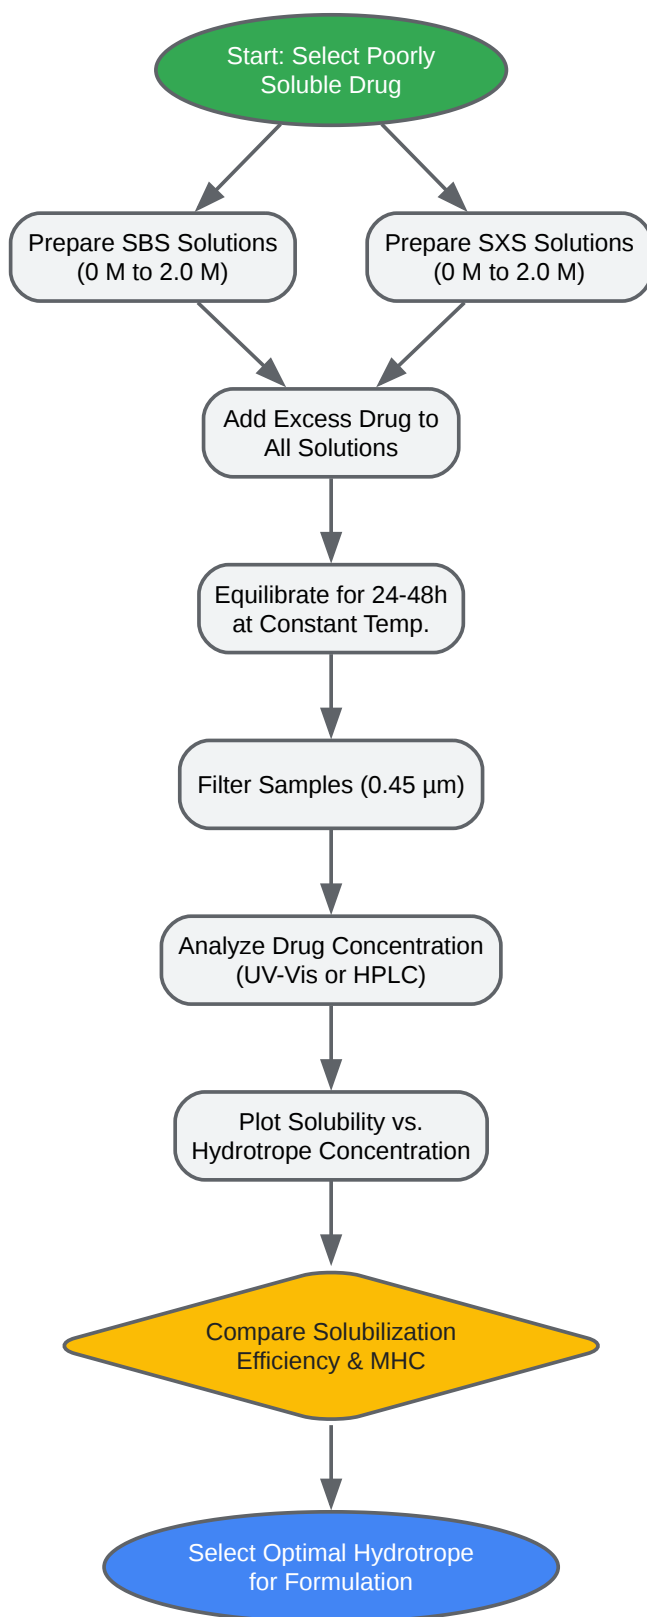 Start: Select Poorly
Soluble Drug
Prepare SBS Solutions
(0 M to 2.0 M)
Prepare SXS Solutions
(0 M to 2.0 M)
Add Excess Drug to
All Solutions
Equilibrate for 24-48h
at Constant Temp.
Filter Samples (0.45 µm)
Analyze Drug Concentration
(UV-Vis or HPLC)
Plot Solubility vs.
Hydrotrope Concentration
Compare Solubilization
Efficiency & MHC
Select Optimal Hydrotrope
for Formulation